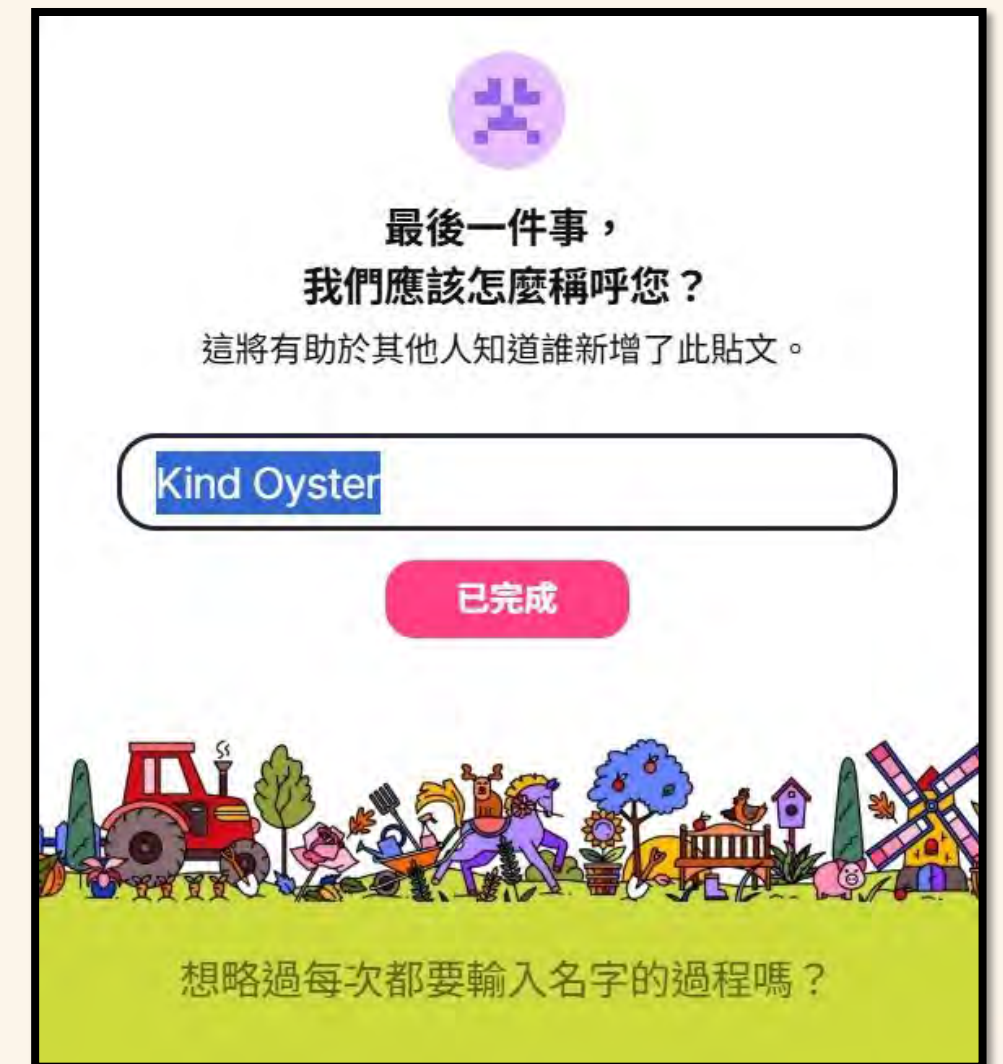 最後一件事，
我們應該怎麼稱呼您？
這將有助於其他人知道誰新增了此貼文。
Kind Oyster
已完成
想略過每次都要輸入名字的過程嗎？